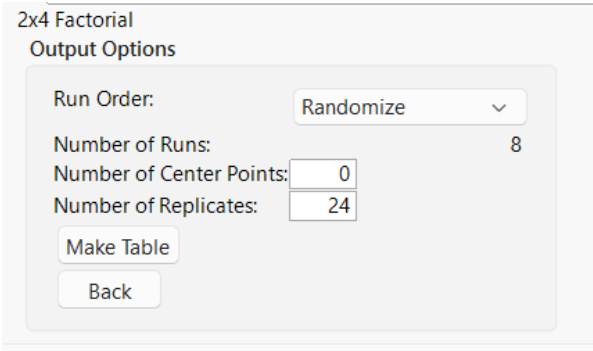 2x4 Factorial
Output Options
Run Order: Randomize
Number of Runs: 8
Number of Center Points: 0
Number of Replicates: 24
Make Table
Back